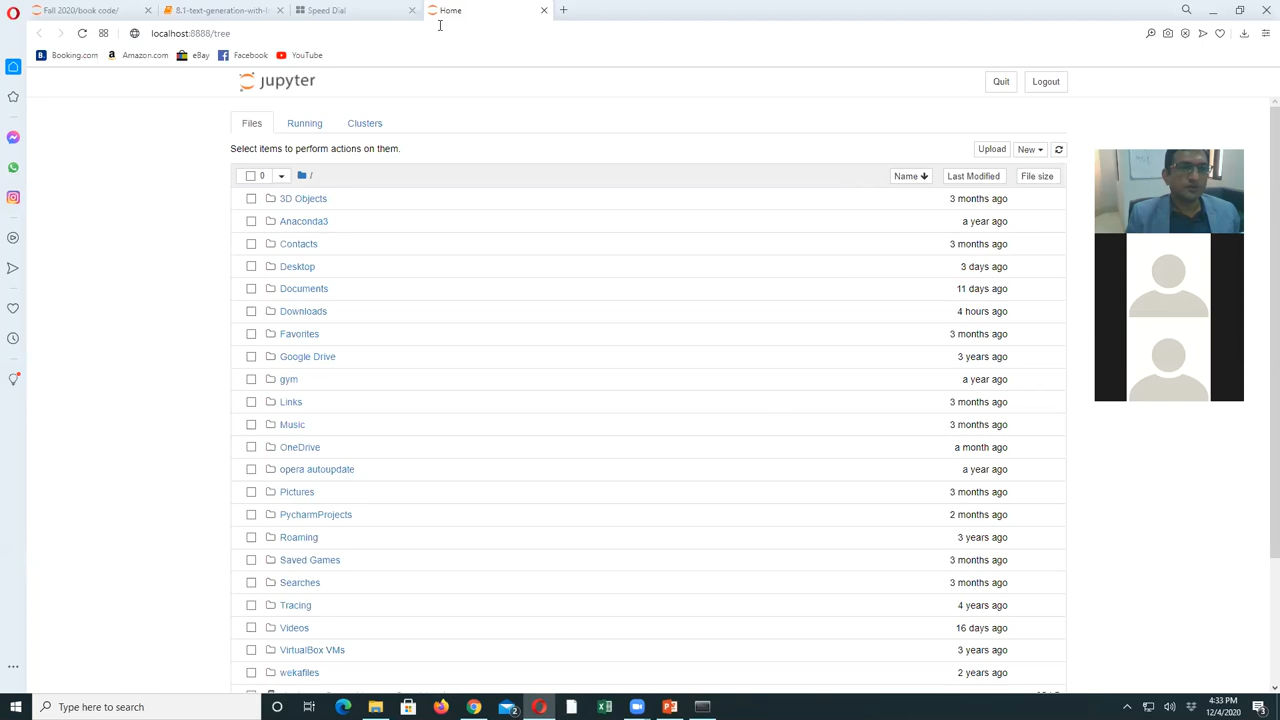 Fall 2020/book code/
8.1-text-generation-with-l
Speed Dial
Home
localhost:8888/tree
Booking.com
Amazon.com
eBay
Facebook
YouTube
jupyter
Quit
Logout
Files
Running
Clusters
Select items to perform actions on them.
Upload
New
0
/
Name
Last Modified
File size
3D Objects
3 months ago
Anaconda3
a year ago
Contacts
3 months ago
Desktop
3 days ago
Documents
11 days ago
Downloads
4 hours ago
Favorites
3 months ago
Google Drive
3 years ago
gym
a year ago
Links
3 months ago
Music
3 months ago
OneDrive
a month ago
opera autoupdate
a year ago
Pictures
3 months ago
PycharmProjects
2 months ago
Roaming
3 years ago
Saved Games
3 months ago
Searches
3 months ago
Tracing
4 years ago
Videos
16 days ago
VirtualBox VMs
3 years ago
wekafiles
2 years ago
Type here to search
2
4:33 PM
12/4/2020
3